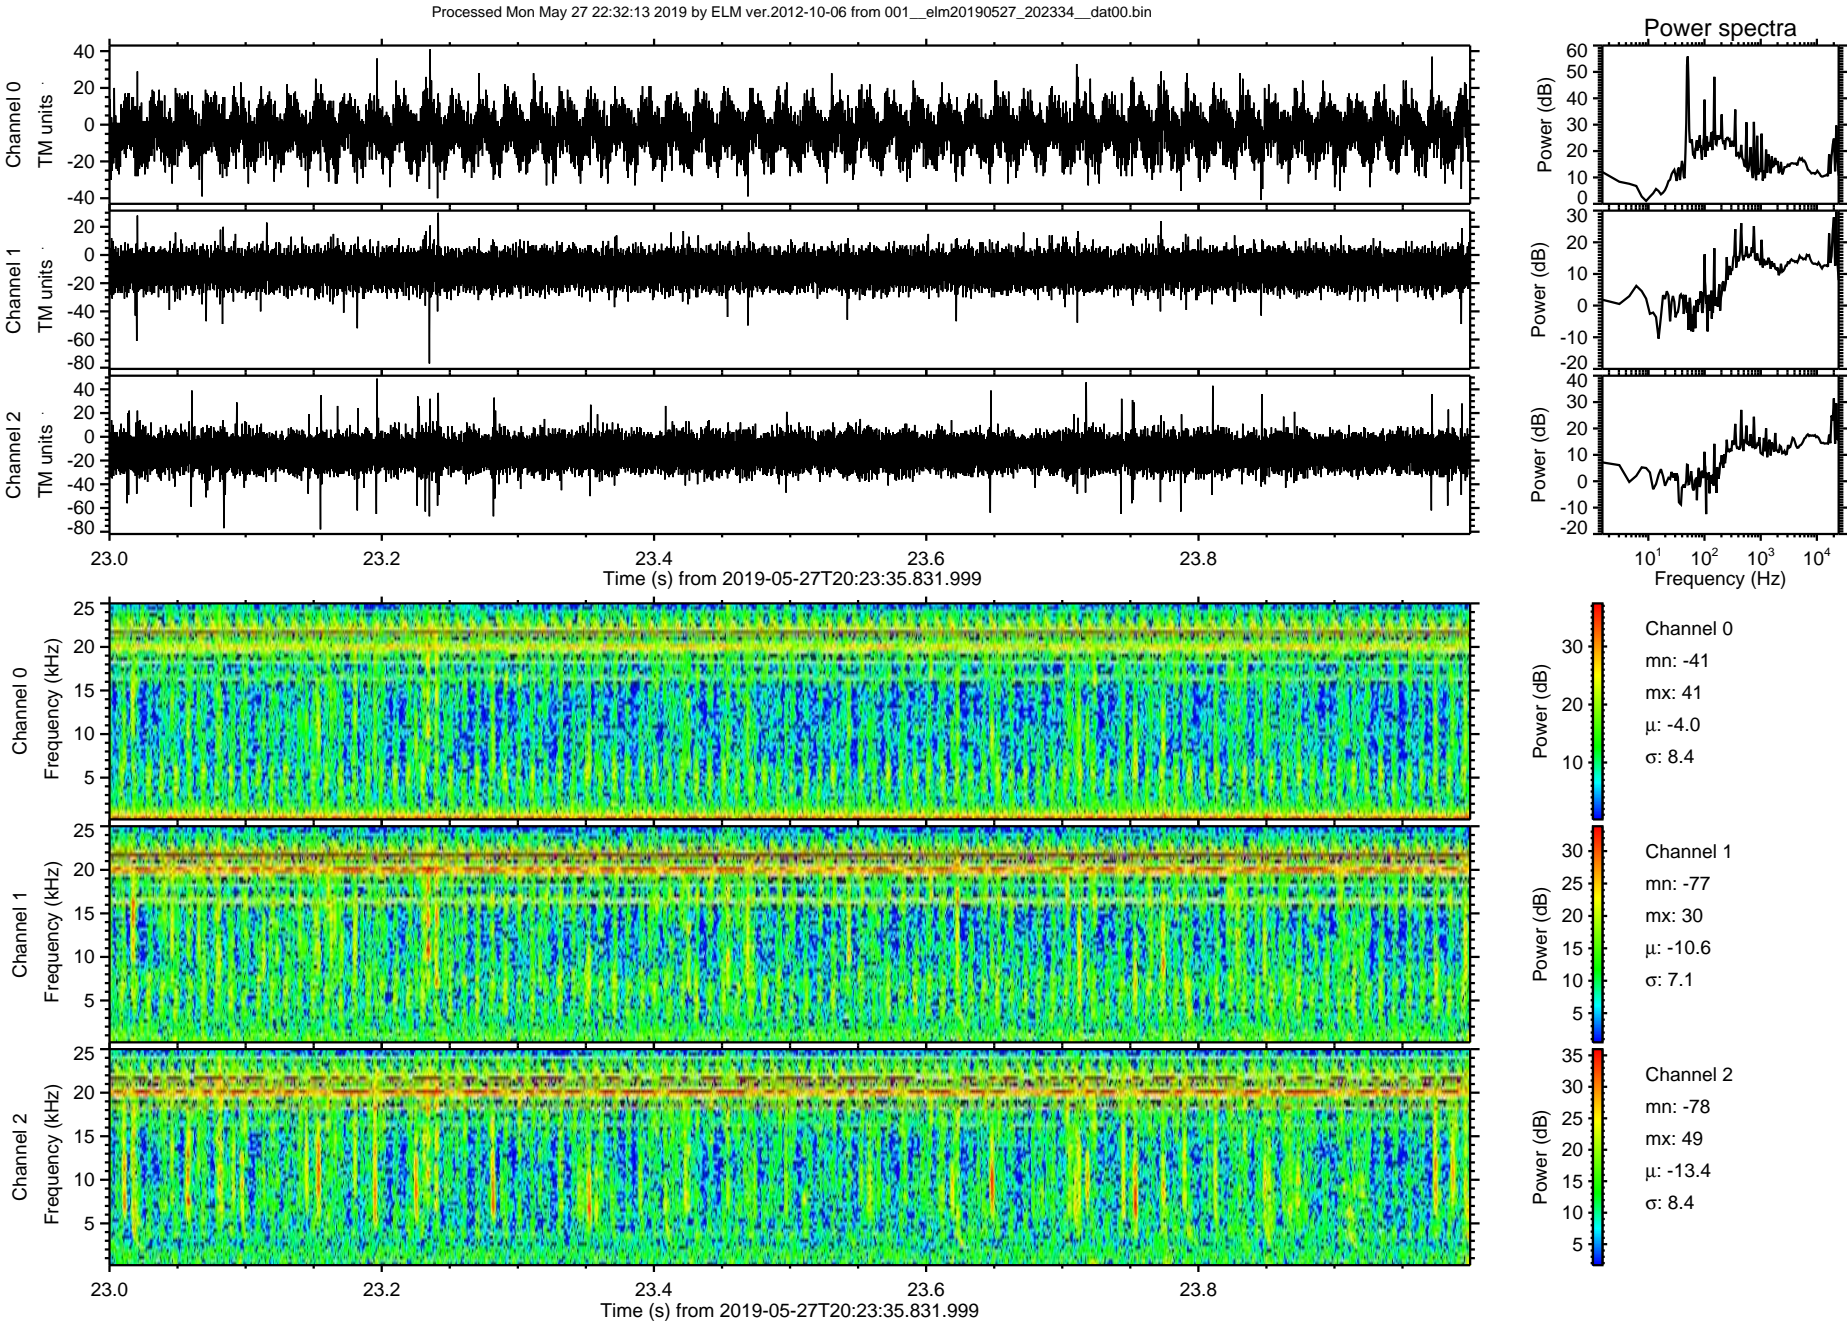 Processed Mon May 27 22:32:13 2019 by ELM ver.2012-10-06 from 001__elm20190527_202334__dat00.bin
Power spectra
Channel 0
TM units
40
20
0
-20
-40
Power (dB)
60
50
40
30
20
10
0
Channel 1
TM units
20
0
-20
-40
-60
-80
Power (dB)
30
20
10
0
-10
-20
Channel 2
TM units
40
20
0
-20
-40
-60
-80
Power (dB)
40
30
20
10
0
-10
-20
23.0 23.2 23.4 23.6 23.8
Time (s) from 2019-05-27T20:23:35.831.999
10¹ 10² 10³ 10⁴
Frequency (Hz)
Channel 0
Frequency (kHz)
25
20
15
10
5
Power (dB)
30
20
10
Channel 0
mn: -41
mx: 41
μ: -4.0
σ: 8.4
Channel 1
Frequency (kHz)
25
20
15
10
5
Power (dB)
30
25
20
15
10
5
Channel 1
mn: -77
mx: 30
μ: -10.6
σ: 7.1
Channel 2
Frequency (kHz)
25
20
15
10
5
Power (dB)
35
30
25
20
15
10
5
Channel 2
mn: -78
mx: 49
μ: -13.4
σ: 8.4
23.0 23.2 23.4 23.6 23.8
Time (s) from 2019-05-27T20:23:35.831.999